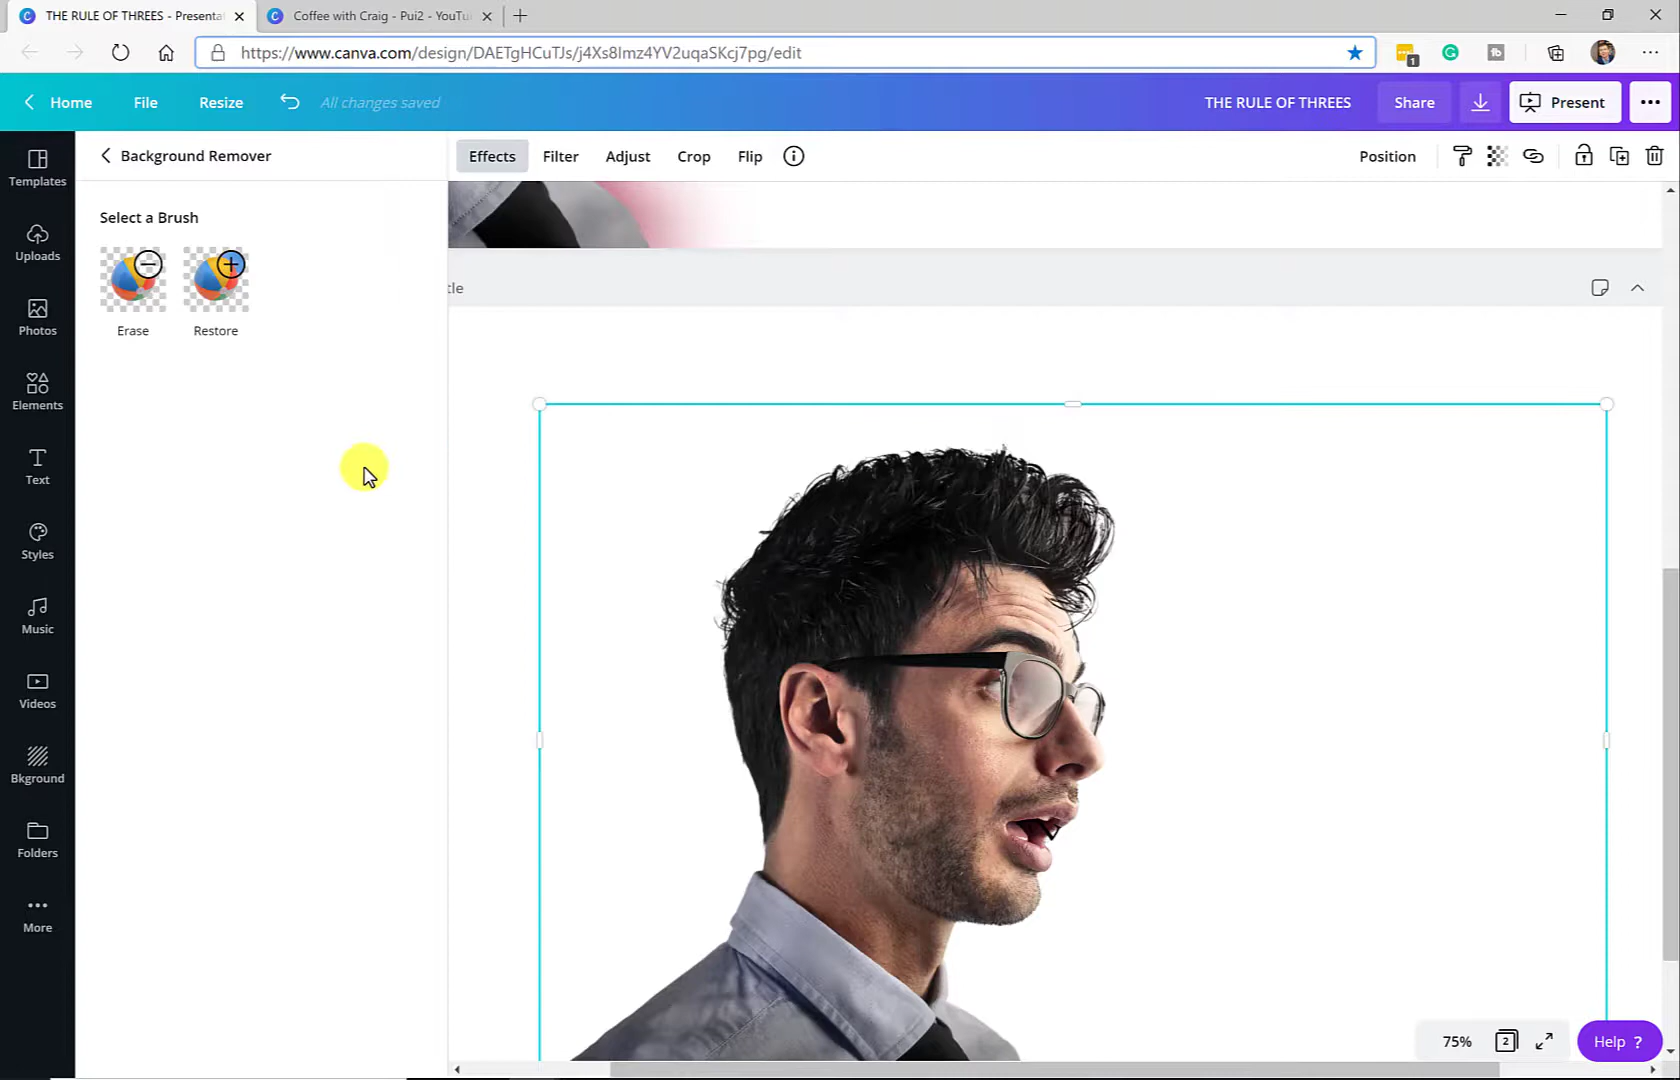 THE RULE OF THREES - Presenta
Coffee with Craig - Pui2 - YouTu
https://www.canva.com/design/DAETgHCuTJs/j4Xs8Imz4YV2uqaSKcj7pg/edit
1
Home
File
Resize
All changes saved
THE RULE OF THREES
Share
Present
Background Remover
Effects
Filter
Adjust
Crop
Flip
Position
Templates
Uploads
Photos
Elements
Text
Styles
Music
Videos
Bkground
Folders
More
Select a Brush
Erase
Restore
tle
75%
2
Help ?